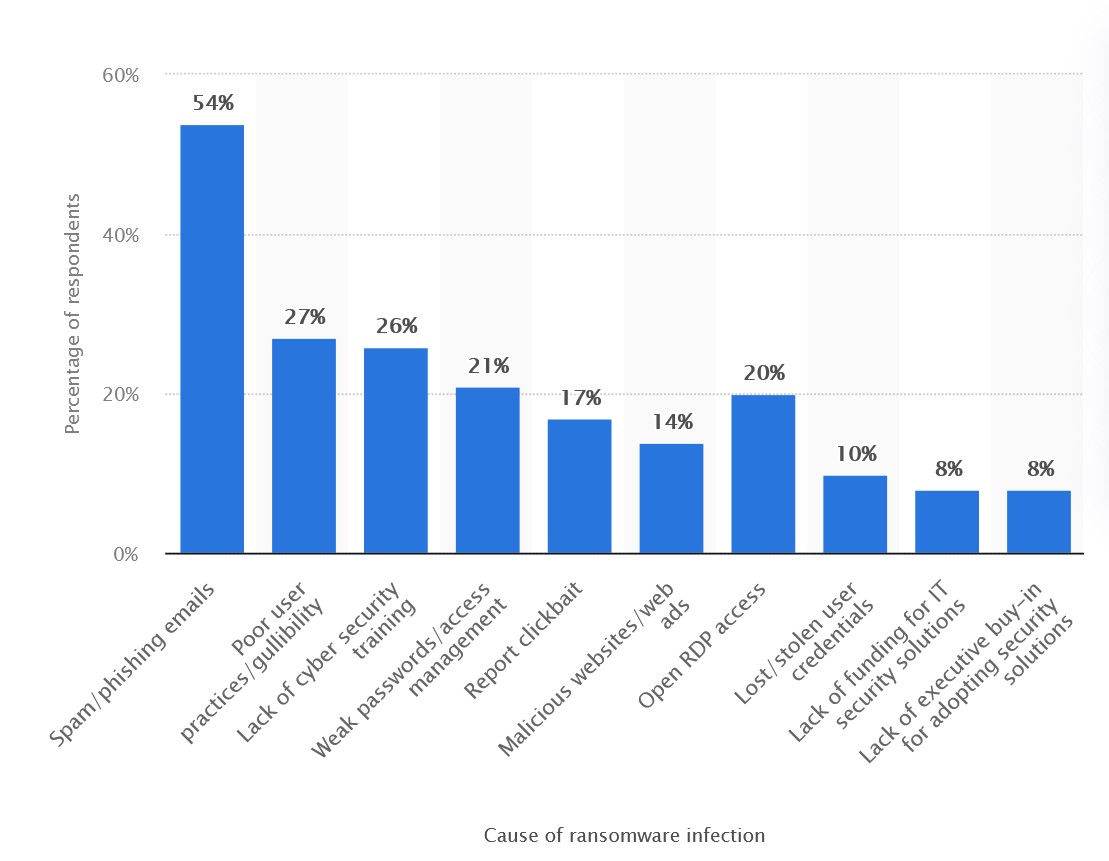 60%
40%
20%
0%
Percentage of respondents
54%
27%
26%
21%
17%
14%
20%
10%
8%
8%
Spam/phishing emails
Poor user
practices/gullibility
Lack of cyber security
training
Weak passwords/access
management
Report clickbait
Malicious websites/web
ads
Open RDP access
Lost/stolen user
credentials
Lack of funding for IT
security solutions
Lack of executive buy-in
for adopting security
solutions
Cause of ransomware infection